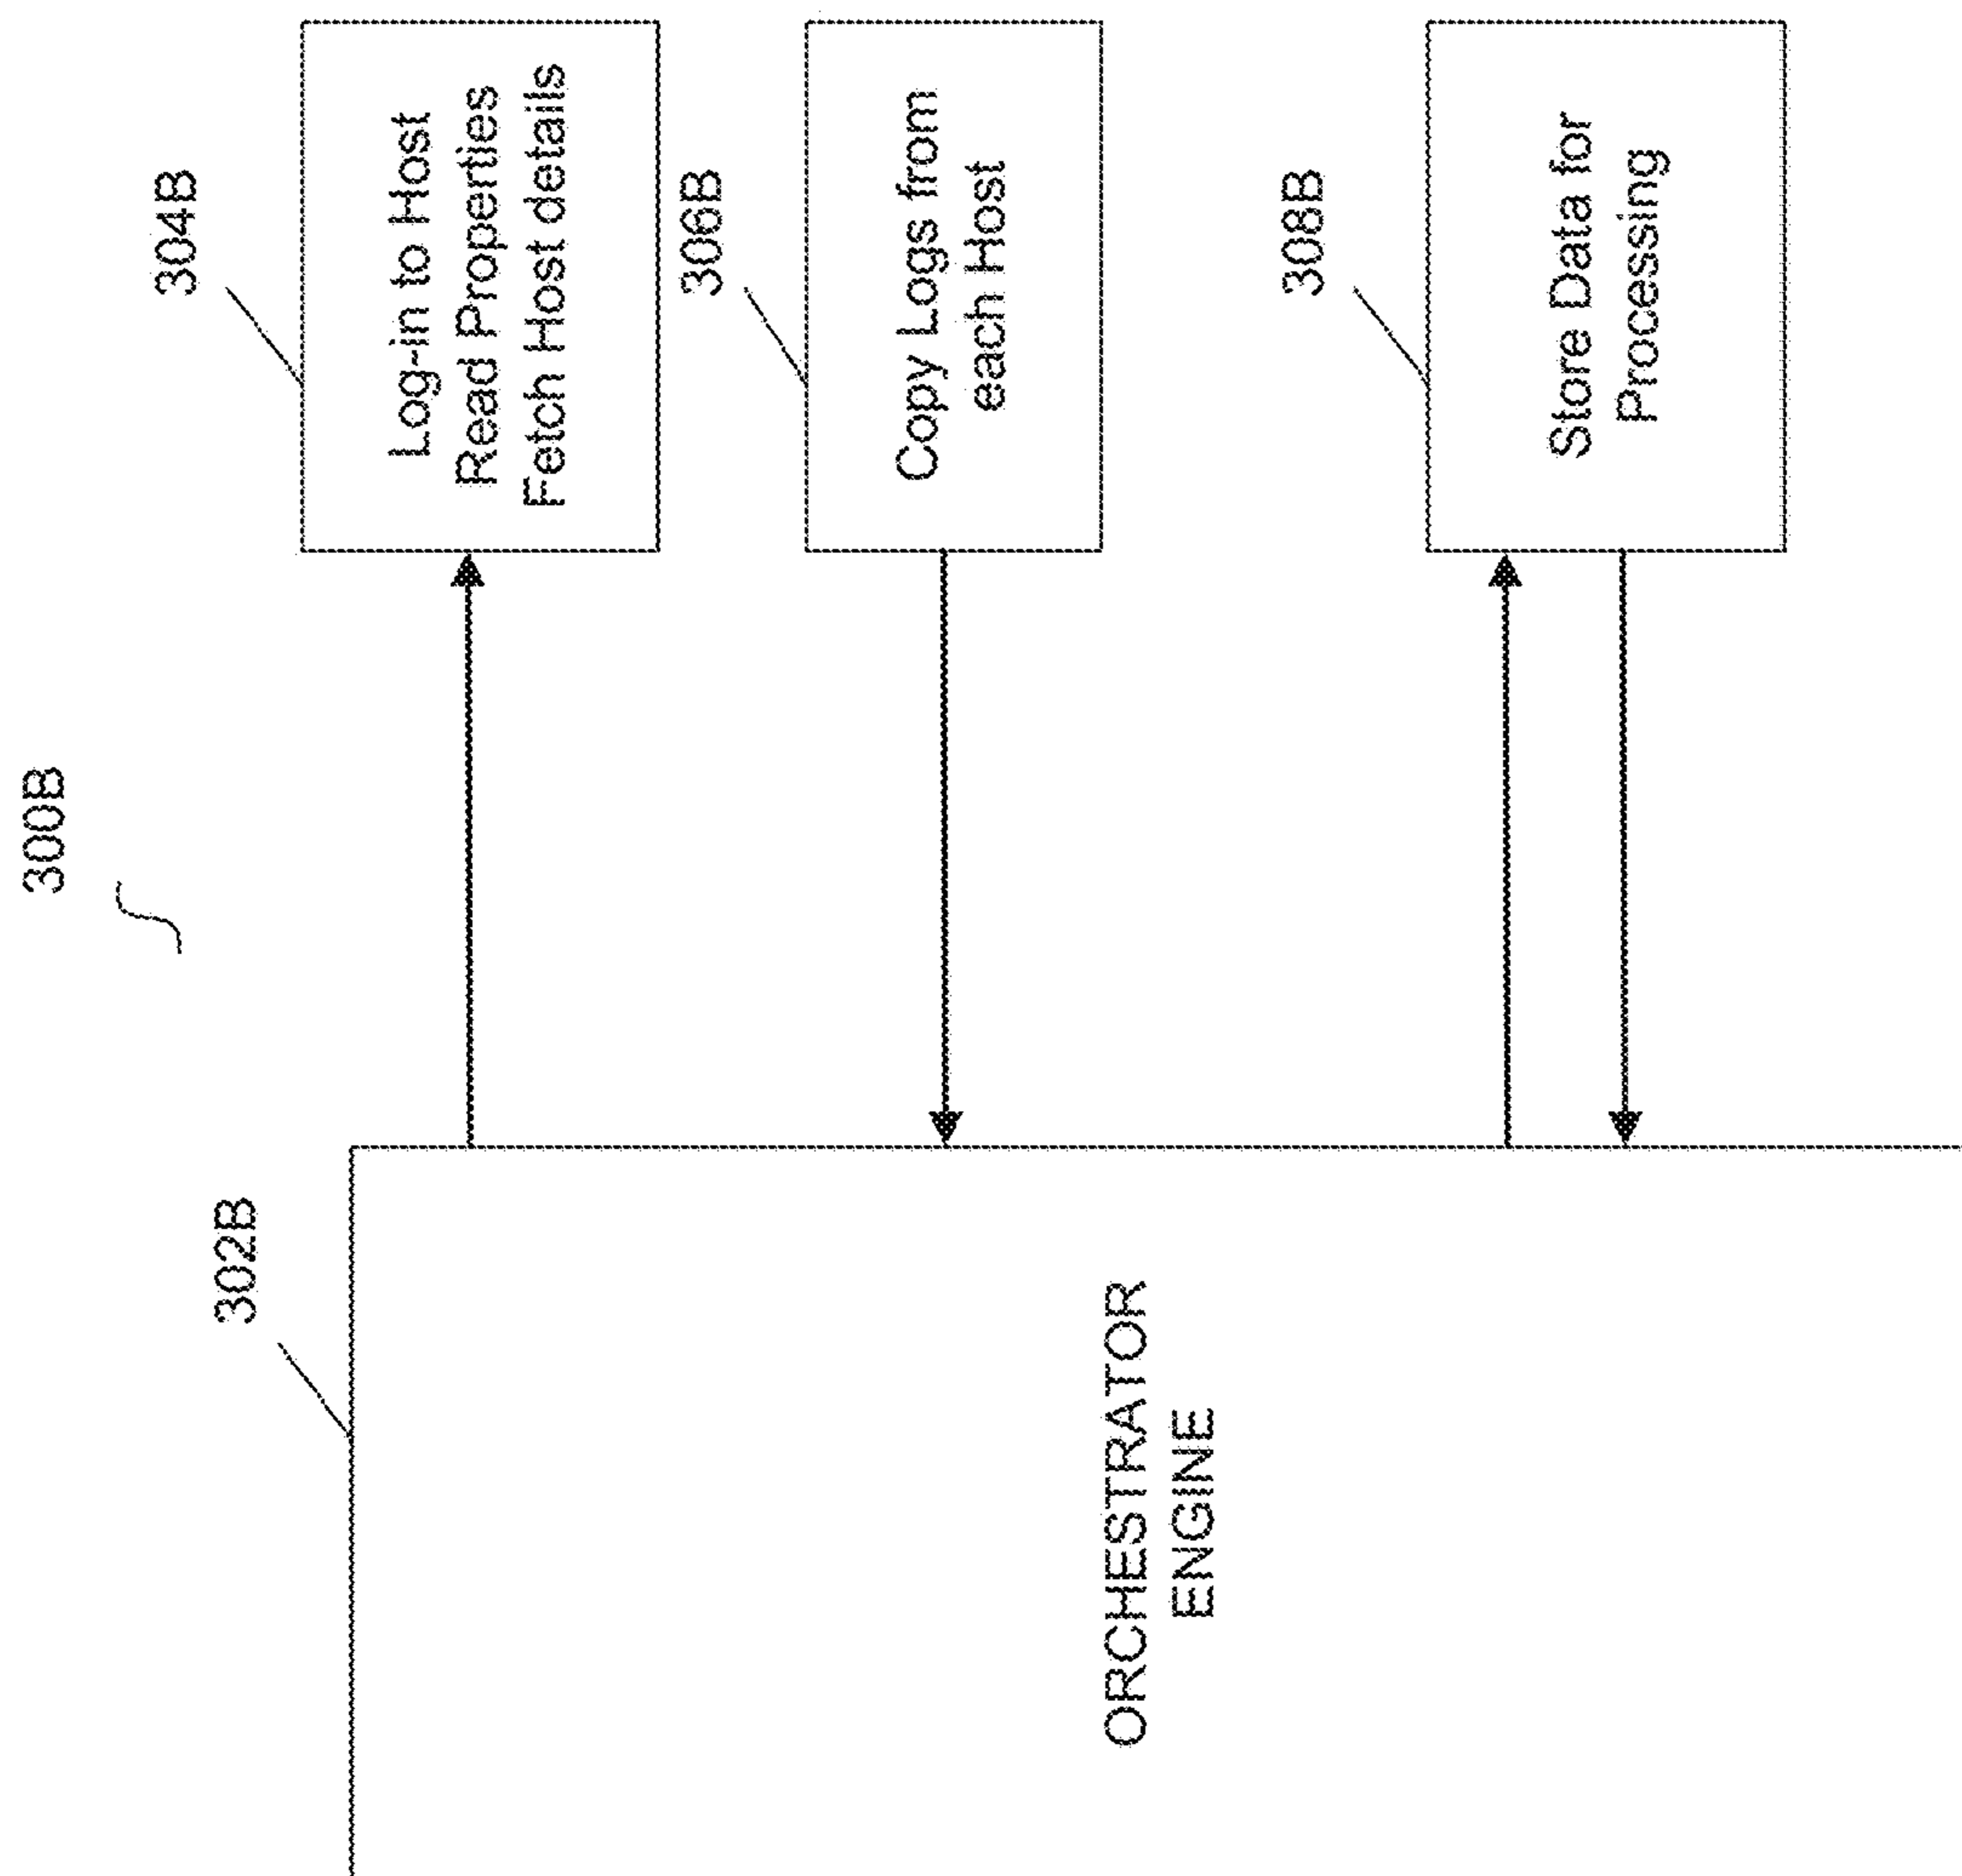 300B
302B
ORCHESTRATOR
ENGINE
304B
Log-in to Host
Read Properties
Fetch Host details
306B
Copy Logs from
each Host
308B
Store Data for
Processing